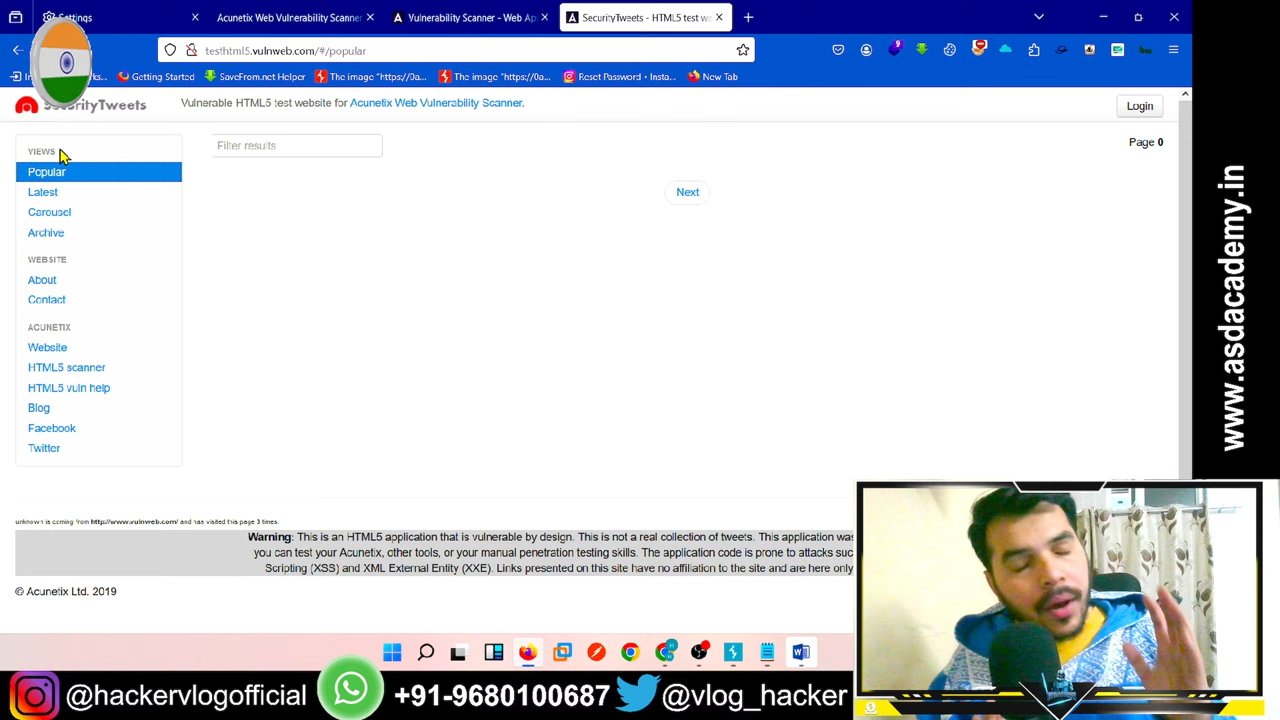 Settings
Acunetix Web Vulnerability Scanner
Vulnerability Scanner - Web Ap
SecurityTweets - HTML5 test we
testhtml5.vulnweb.com/#/popular
Getting Started
SaveFrom.net Helper
The image "https://0a...
The image "https://0a...
Reset Password • Insta...
New Tab
SecurityTweets
Vulnerable HTML5 test website for Acunetix Web Vulnerability Scanner.
Login
VIEWS
Popular
Latest
Carousel
Archive
WEBSITE
About
Contact
ACUNETIX
Website
HTML5 scanner
HTML5 vuln help
Blog
Facebook
Twitter
Filter results
Page 0
Next
unknown is coming from http://www.vulnweb.com/ and has visited this page 3 times.
Warning: This is an HTML5 application that is vulnerable by design. This is not a real collection of tweets. This application was
you can test your Acunetix, other tools, or your manual penetration testing skills. The application code is prone to attacks suc
Scripting (XSS) and XML External Entity (XXE). Links presented on this site have no affiliation to the site and are here only
© Acunetix Ltd. 2019
www.asdacademy.in
@hackervlogofficial
+91-9680100687
@vlog_hacker